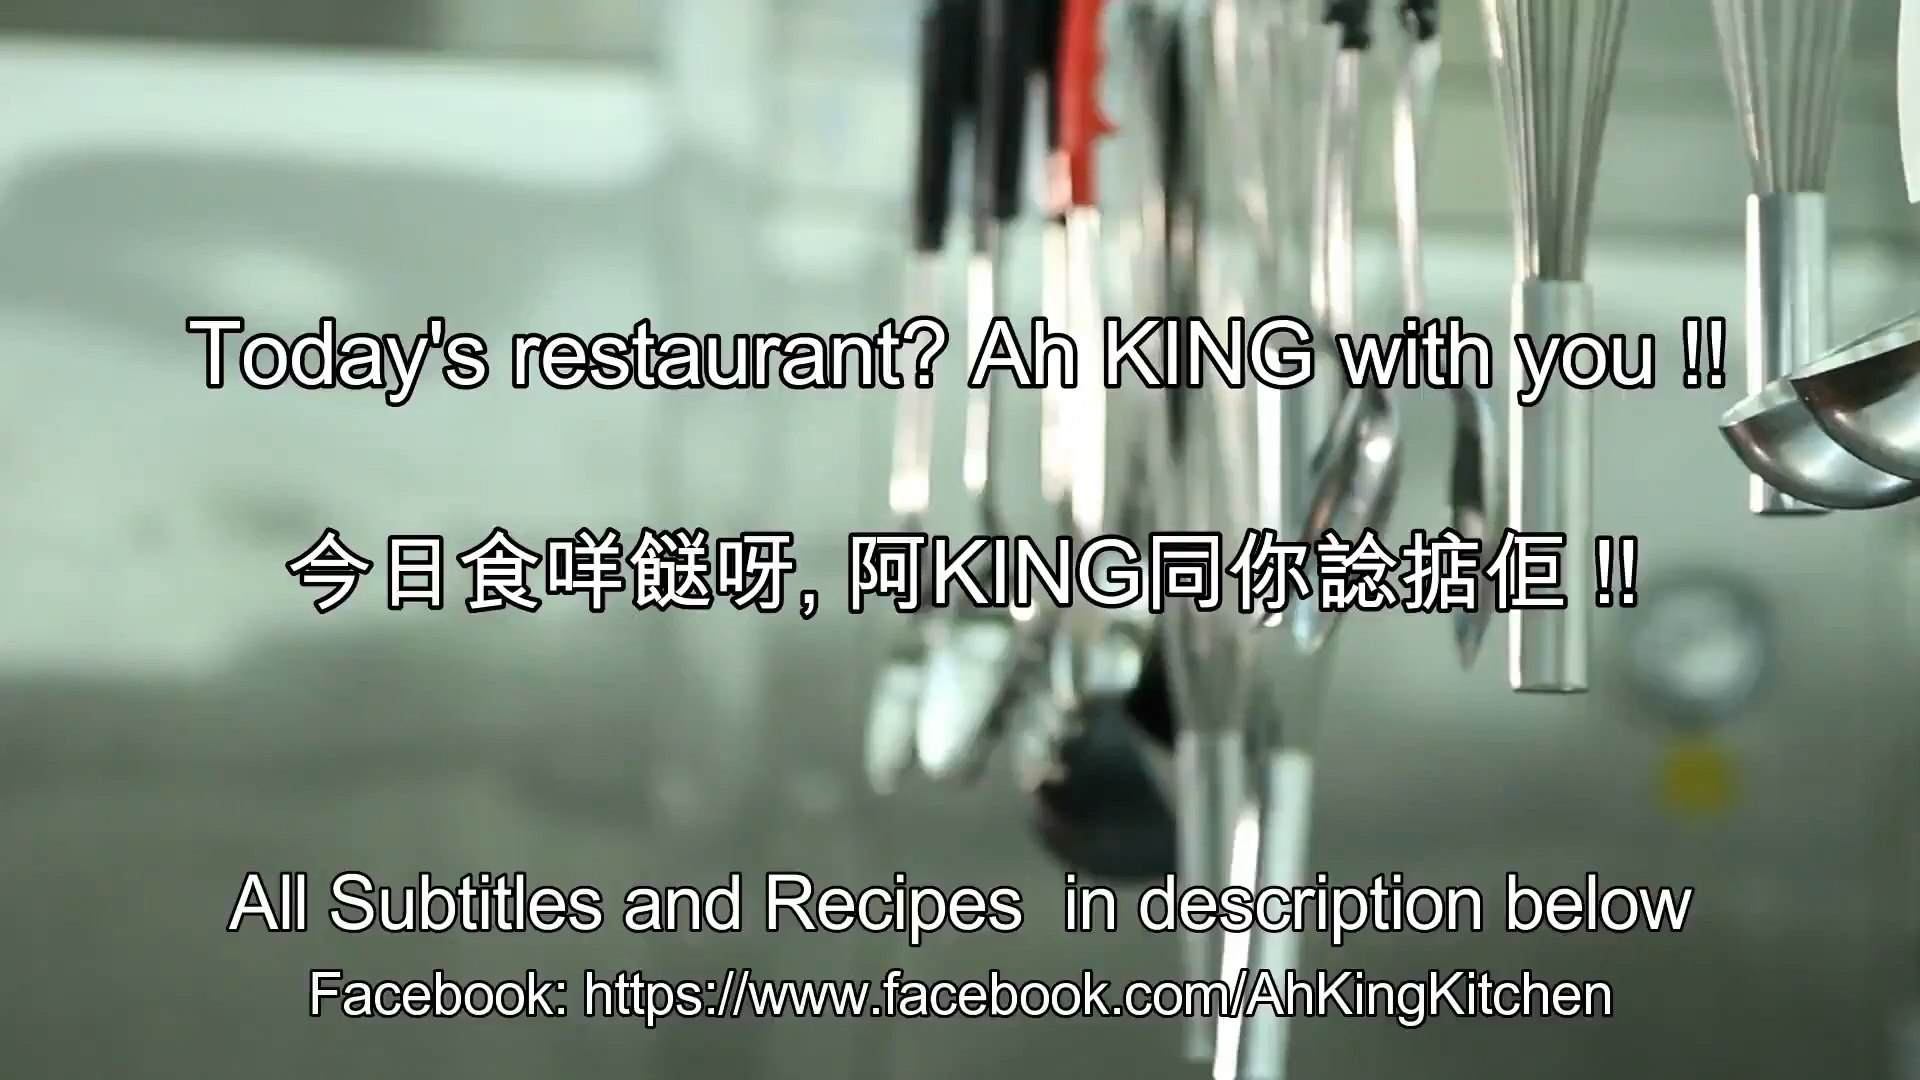 Today's restaurant? Ah KING with you !!
今日食咩餸呀, 阿KING同你諗掂佢 !!
All Subtitles and Recipes  in description below
Facebook: https://www.facebook.com/AhKingKitchen